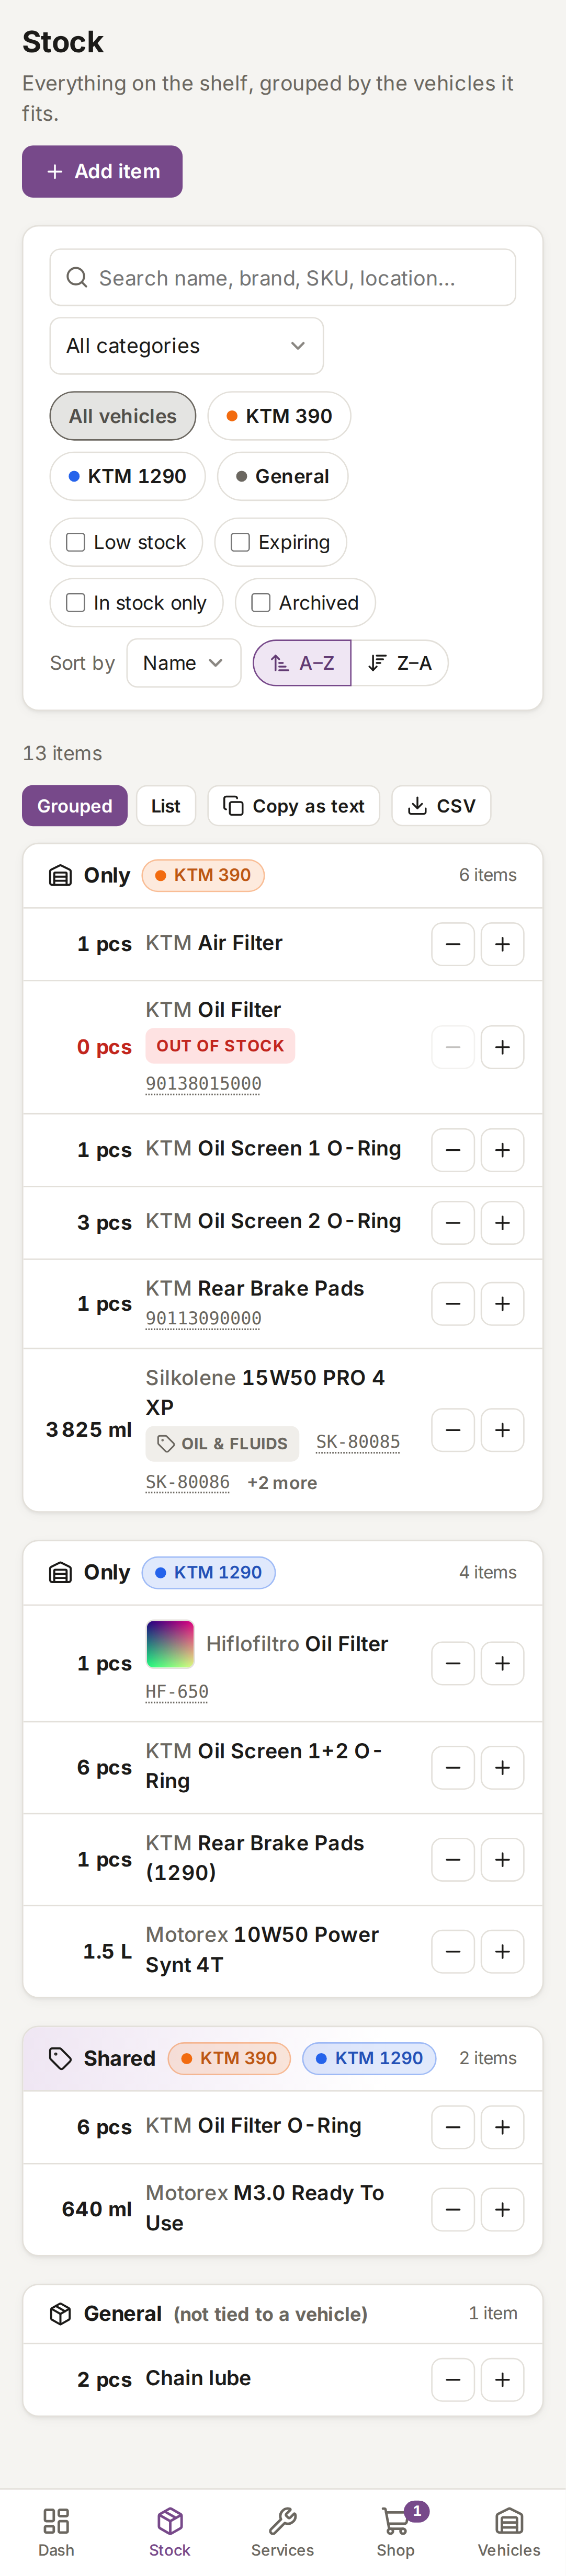 Stock
Everything on the shelf, grouped by the vehicles it
fits.
+ Add item
Search name, brand, SKU, location...
All categories
All vehicles
KTM 390
KTM 1290
General
Low stock
Expiring
In stock only
Archived
Sort by
Name
A–Z
Z–A
13 items
Grouped
List
Copy as text
CSV
Only KTM 390 6 items
1 pcs KTM Air Filter
KTM Oil Filter
0 pcs OUT OF STOCK
90138015000
1 pcs KTM Oil Screen 1 O-Ring
3 pcs KTM Oil Screen 2 O-Ring
1 pcs KTM Rear Brake Pads
90113090000
Silkolene 15W50 PRO 4
XP
3 825 ml OIL & FLUIDS SK-80085
SK-80086 +2 more
Only KTM 1290 4 items
1 pcs Hiflofiltro Oil Filter
HF-650
6 pcs KTM Oil Screen 1+2 O-
Ring
1 pcs KTM Rear Brake Pads
(1290)
1.5 L Motorex 10W50 Power
Synt 4T
Shared KTM 390 KTM 1290 2 items
6 pcs KTM Oil Filter O-Ring
640 ml Motorex M3.0 Ready To
Use
General (not tied to a vehicle) 1 item
2 pcs Chain lube
1
Dash Stock Services Shop Vehicles